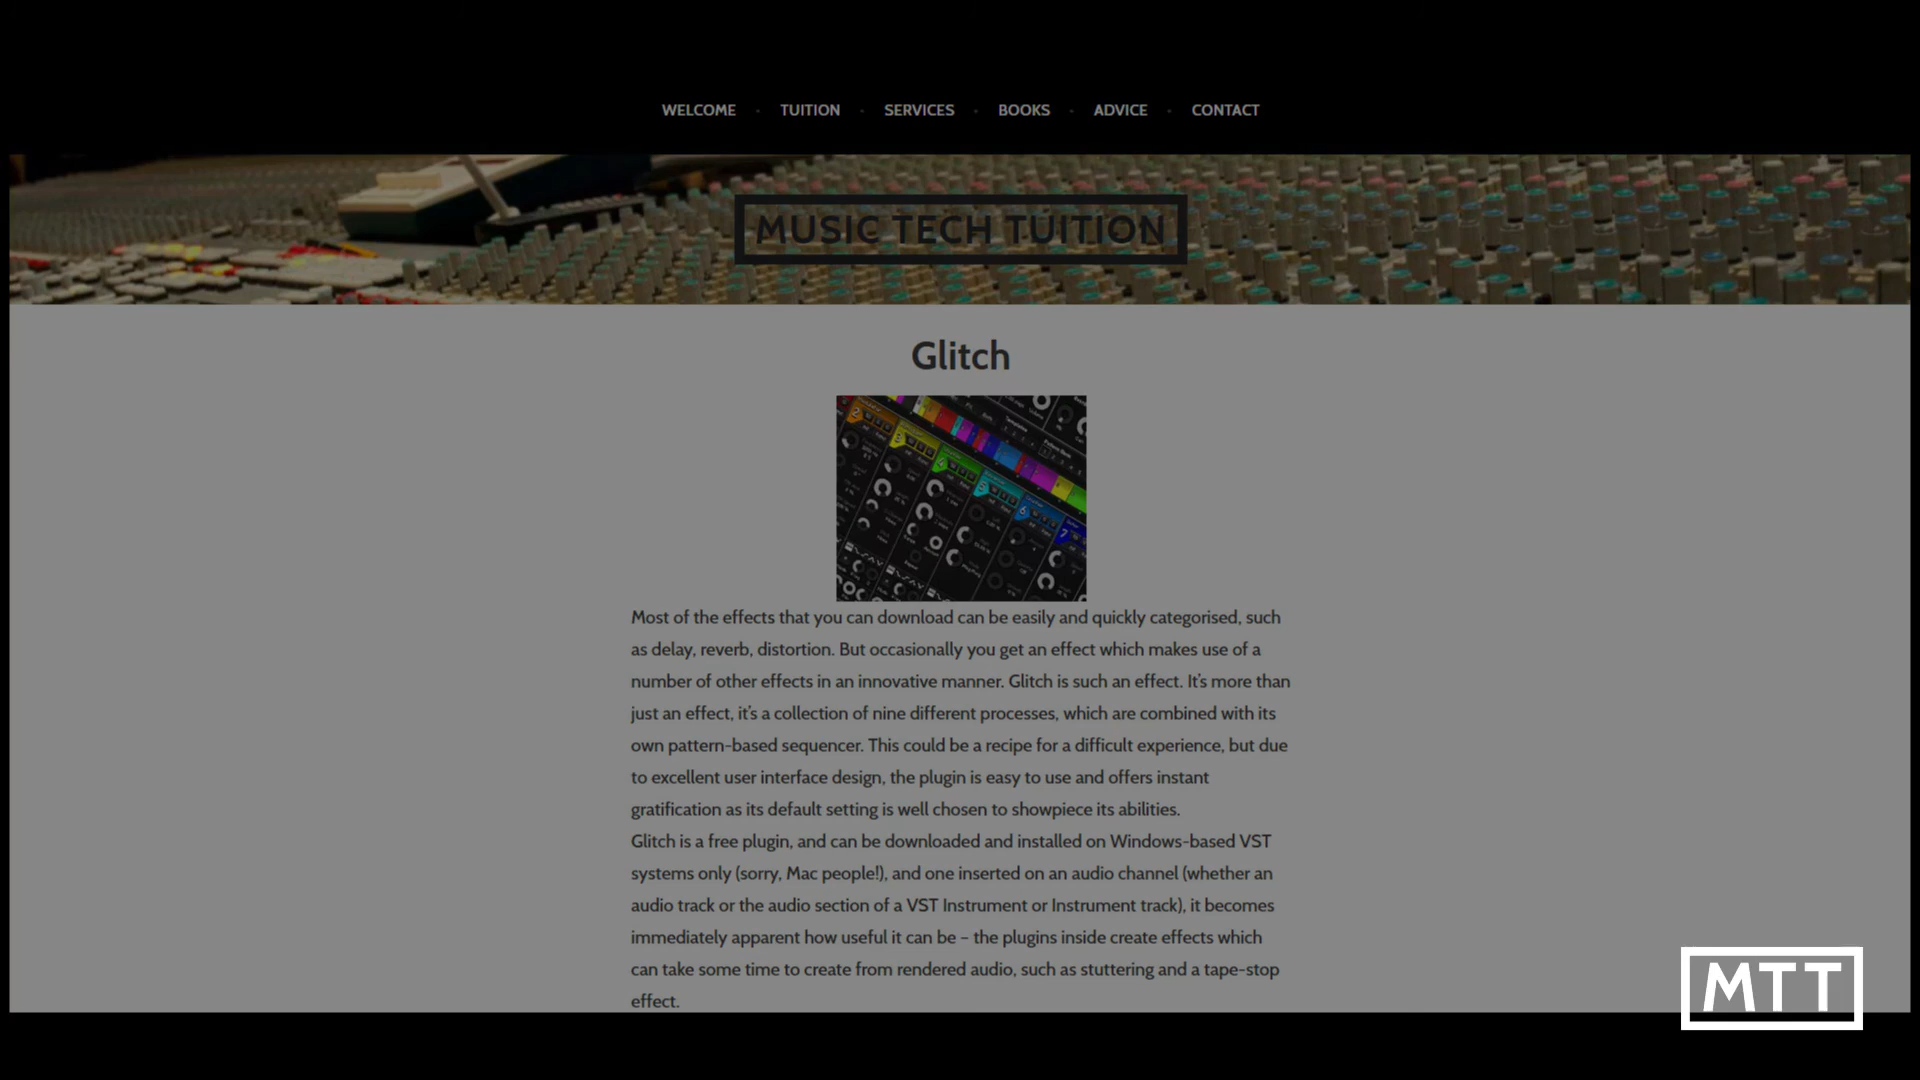 WELCOME TUITION SERVICES BOOKS ADVICE CONTACT
MUSIC TECH TUITION
Glitch
Most of the effects that you can download can be easily and quickly categorised, such
as delay, reverb, distortion. But occasionally you get an effect which makes use of a
number of other effects in an innovative manner. Glitch is such an effect. It's more than
just an effect, it's a collection of nine different processes, which are combined with its
own pattern-based sequencer. This could be a recipe for a difficult experience, but due
to excellent user interface design, the plugin is easy to use and offers instant
gratification as its default setting is well chosen to showpiece its abilities.
Glitch is a free plugin, and can be downloaded and installed on Windows-based VST
systems only (sorry, Mac people!), and one inserted on an audio channel (whether an
audio track or the audio section of a VST Instrument or Instrument track), it becomes
immediately apparent how useful it can be – the plugins inside create effects which
can take some time to create from rendered audio, such as stuttering and a tape-stop
effect.
MTT